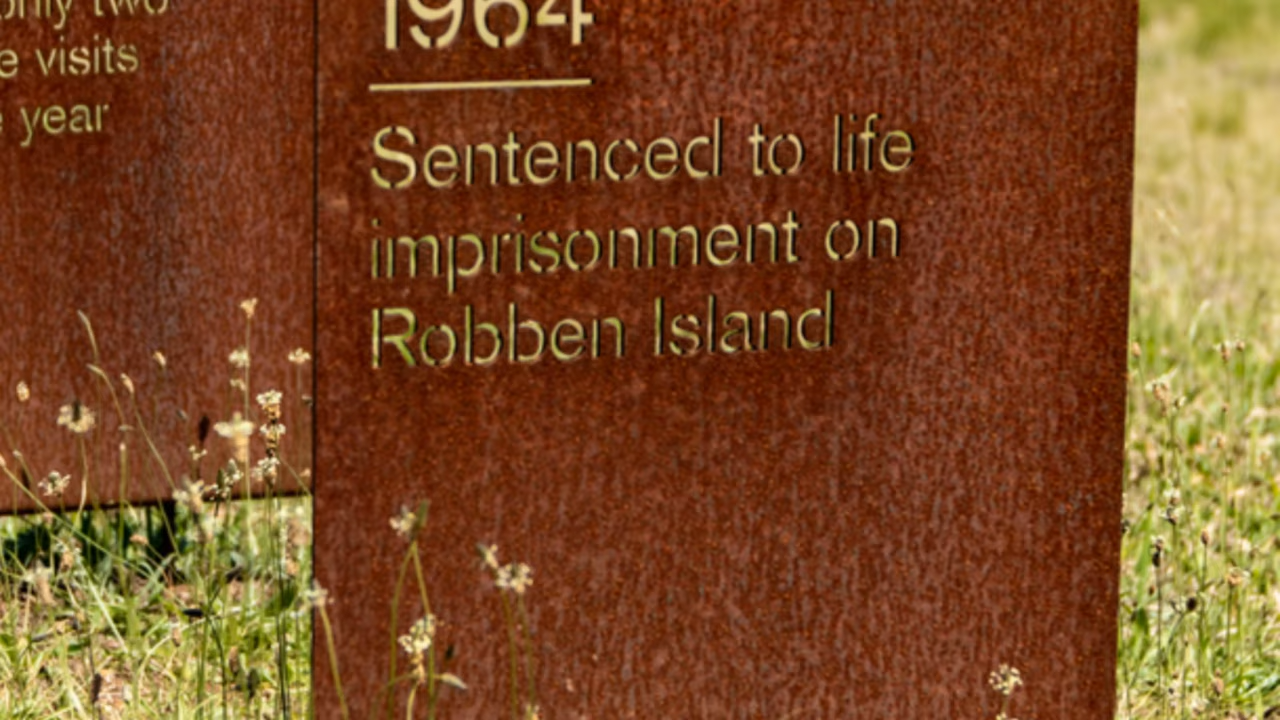 only two
visits
year
1964
Sentenced to life
imprisonment on
Robben Island